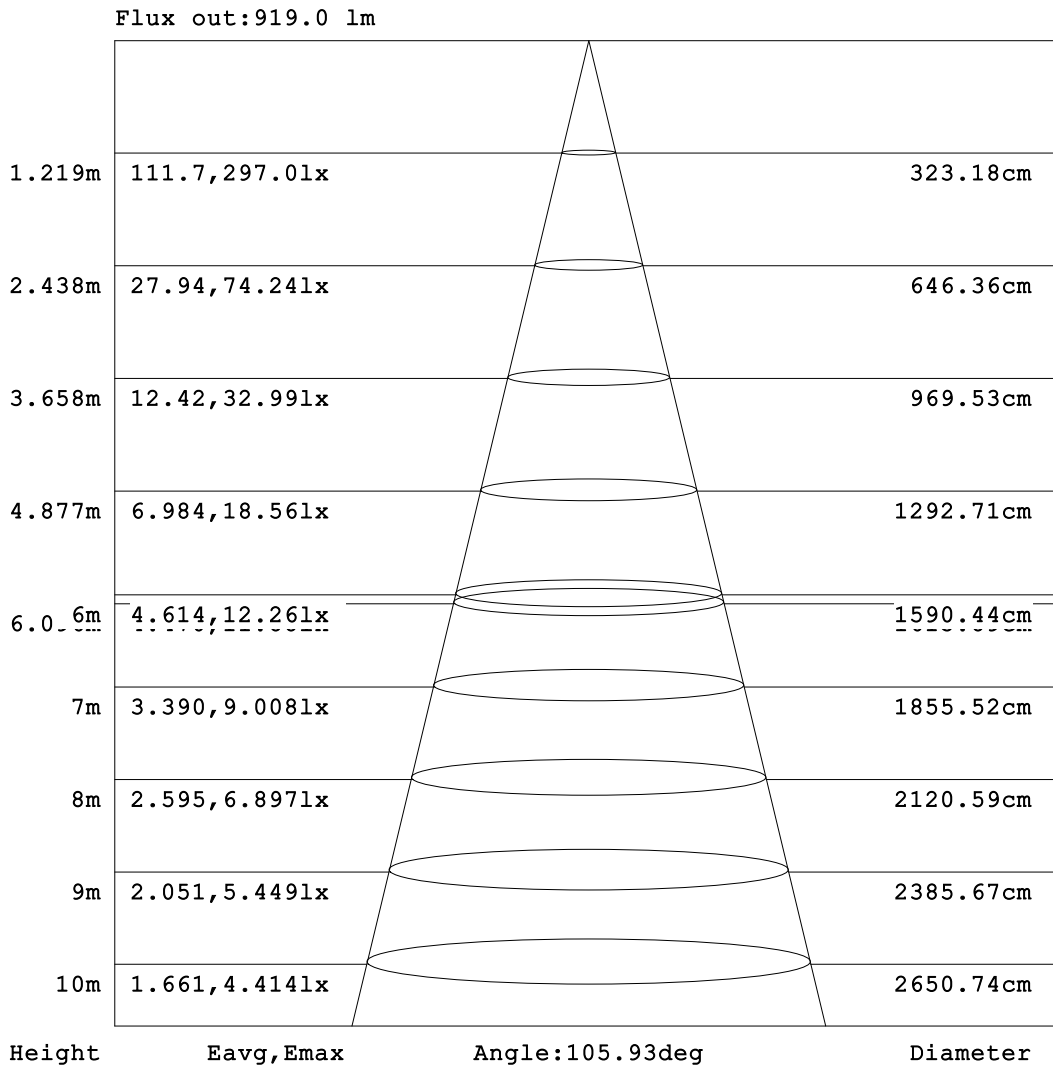 Flux out:919.0 lm
1.219m 111.7,297.0lx 323.18cm
2.438m 27.94,74.24lx 646.36cm
3.658m 12.42,32.99lx 969.53cm
4.877m 6.984,18.56lx 1292.71cm
6m 4.614,12.26lx 1590.44cm
7m 3.390,9.008lx 1855.52cm
8m 2.595,6.897lx 2120.59cm
9m 2.051,5.449lx 2385.67cm
10m 1.661,4.414lx 2650.74cm
Height Eavg,Emax Angle:105.93deg Diameter